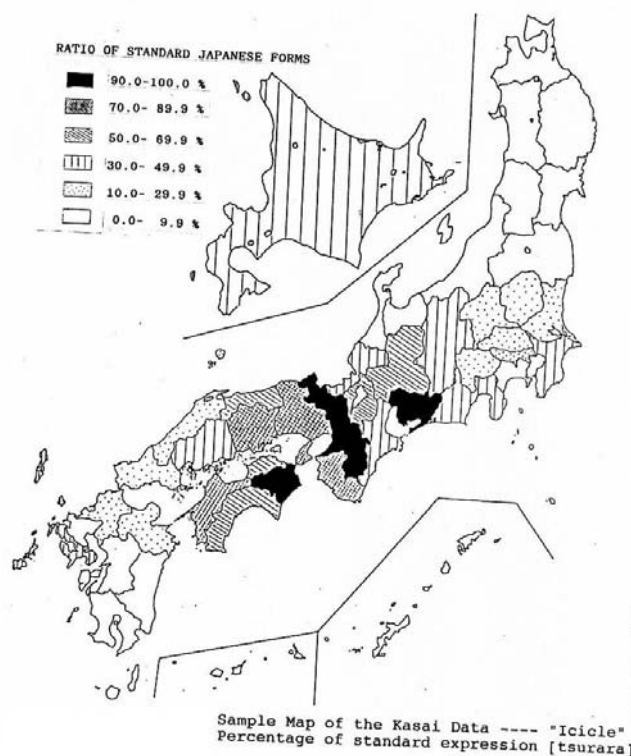 RATIO OF STANDARD JAPANESE FORMS
90.0-100.0 %
70.0- 89.9 %
50.0- 69.9 %
30.0- 49.9 %
10.0- 29.9 %
0.0- 9.9 %
Sample Map of the Kasai Data ---- "Icicle"
Percentage of standard expression [tsurara]